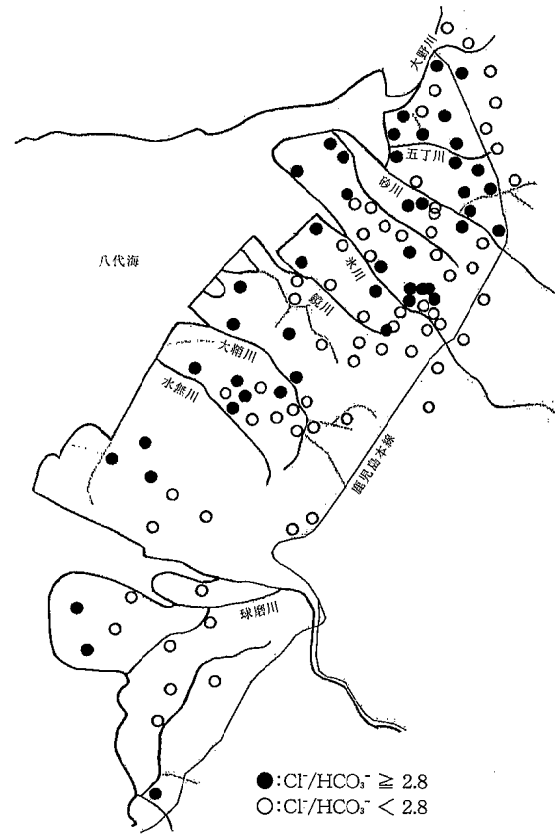 大野川
五丁川
砂川
氷川
八代海
鏡川
大鞘川
水無川
鹿児島本線
球磨川
●:Cl⁻/HCO₃⁻ ≧ 2.8
○:Cl⁻/HCO₃⁻ < 2.8